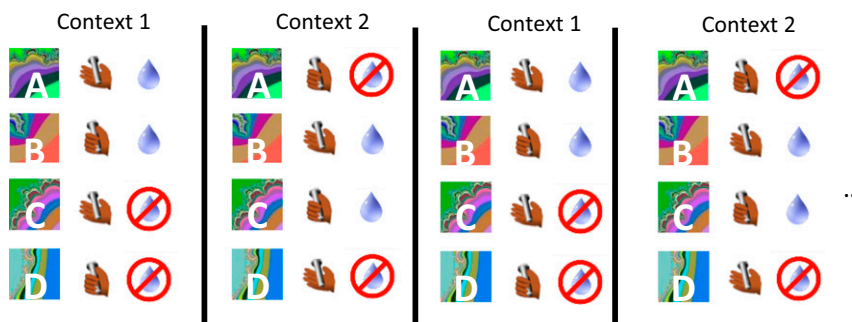 Context 1 Context 2 Context 1 Context 2
A A A A
B B B B
C C C C
..
D D D D